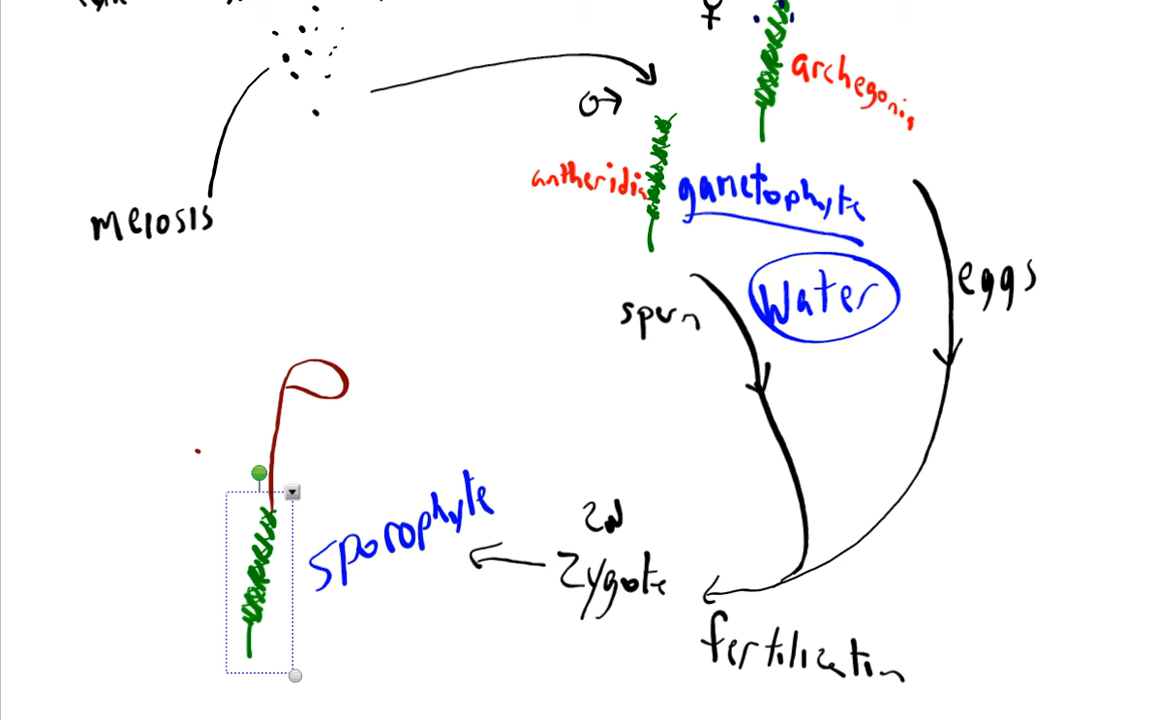 ♀
archegonia
antheridia
gametophyte
meiosis
Water
eggs
sperm
sporophyte
2N
Zygote
fertilization